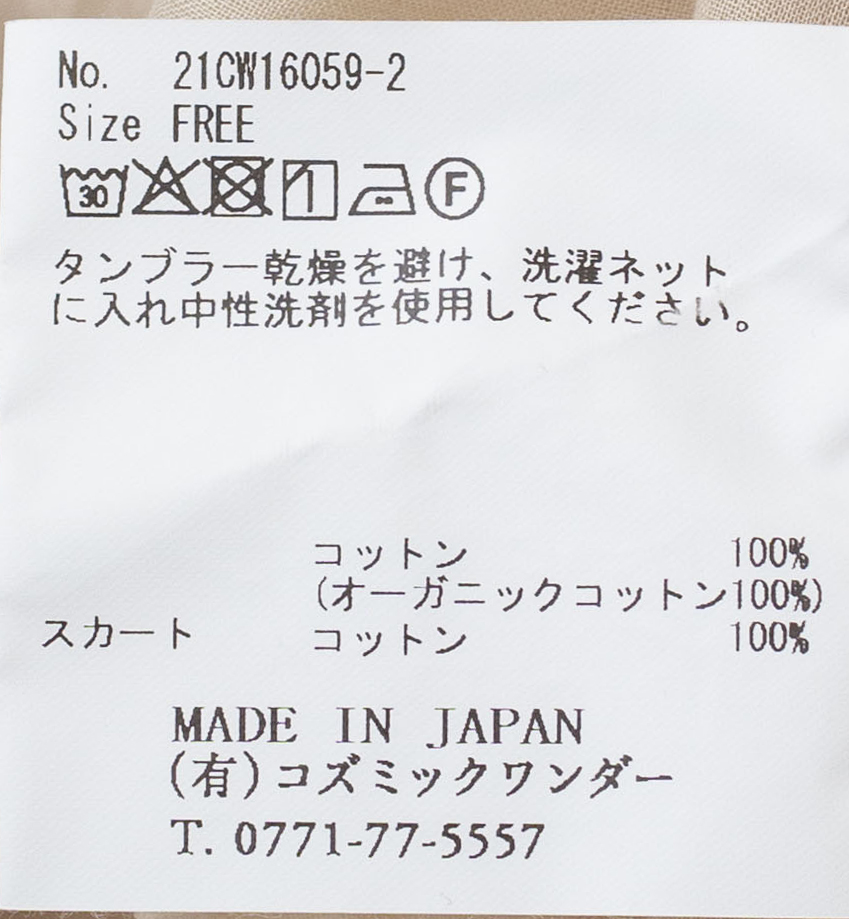 No. 21CW16059-2
Size FREE
30 F
タンブラー乾燥を避け、洗濯ネット
に入れ中性洗剤を使用してください。
コットン 100%
(オーガニックコットン100%)
スカート コットン 100%
MADE IN JAPAN
(有)コズミックワンダー
T. 0771-77-5557